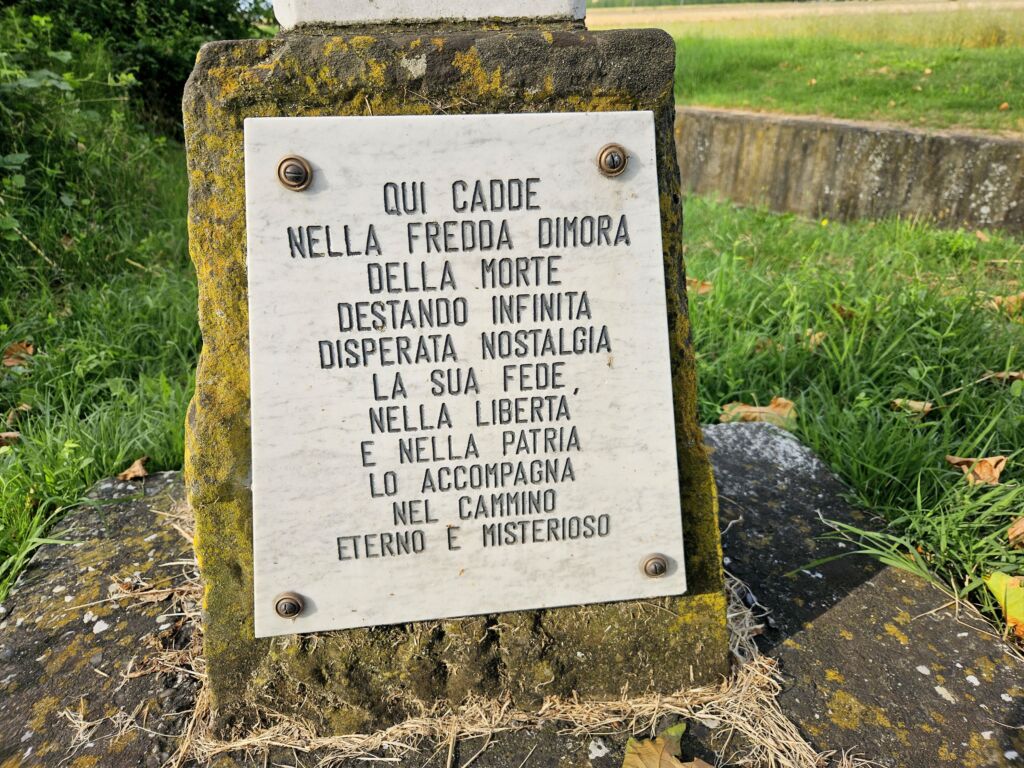 QUI CADDE
NELLA FREDDA DIMORA
DELLA MORTE
DESTANDO INFINITA
DISPERATA NOSTALGIA
LA SUA FEDE,
NELLA LIBERTA
E NELLA PATRIA
LO ACCOMPAGNA
NEL CAMMINO
ETERNO E MISTERIOSO